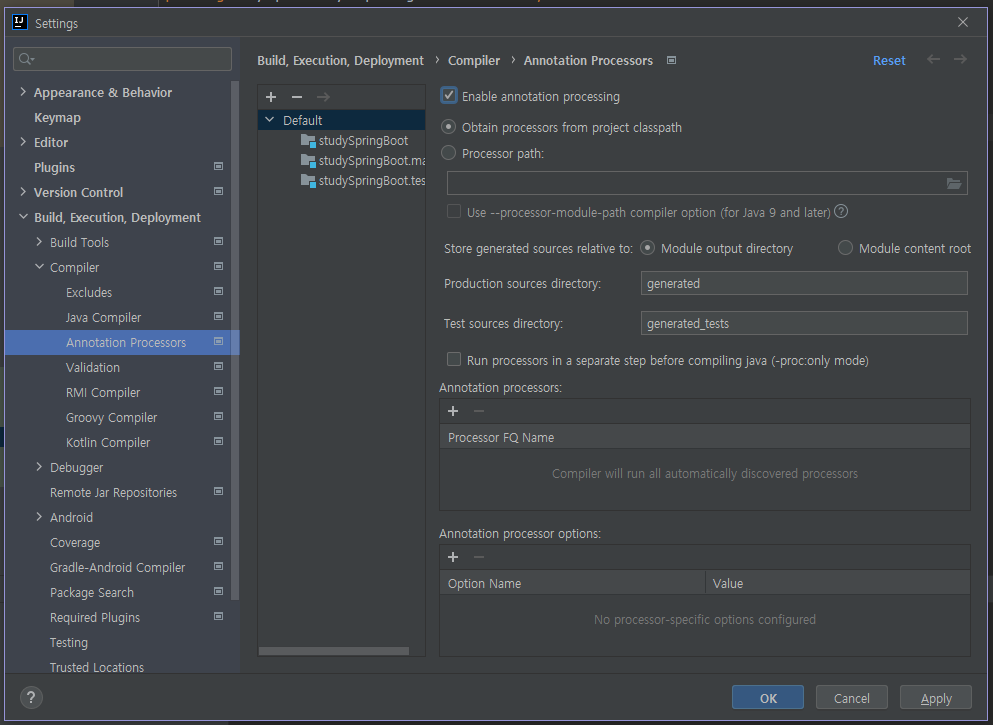 IJ Settings
Build, Execution, Deployment › Compiler › Annotation Processors Reset
Appearance & Behavior
Keymap
Editor
Plugins
Version Control
Build, Execution, Deployment
Build Tools
Compiler
Excludes
Java Compiler
Annotation Processors
Validation
RMI Compiler
Groovy Compiler
Kotlin Compiler
Debugger
Remote Jar Repositories
Android
Coverage
Gradle-Android Compiler
Package Search
Required Plugins
Testing
Trusted Locations
Default
studySpringBoot
studySpringBoot.ma
studySpringBoot.tes
Enable annotation processing
Obtain processors from project classpath
Processor path:
Use --processor-module-path compiler option (for Java 9 and later) ?
Store generated sources relative to: Module output directory Module content root
Production sources directory: generated
Test sources directory: generated_tests
Run processors in a separate step before compiling java (-proc:only mode)
Annotation processors:
Processor FQ Name
Compiler will run all automatically discovered processors
Annotation processor options:
Option Name Value
No processor-specific options configured
? OK Cancel Apply